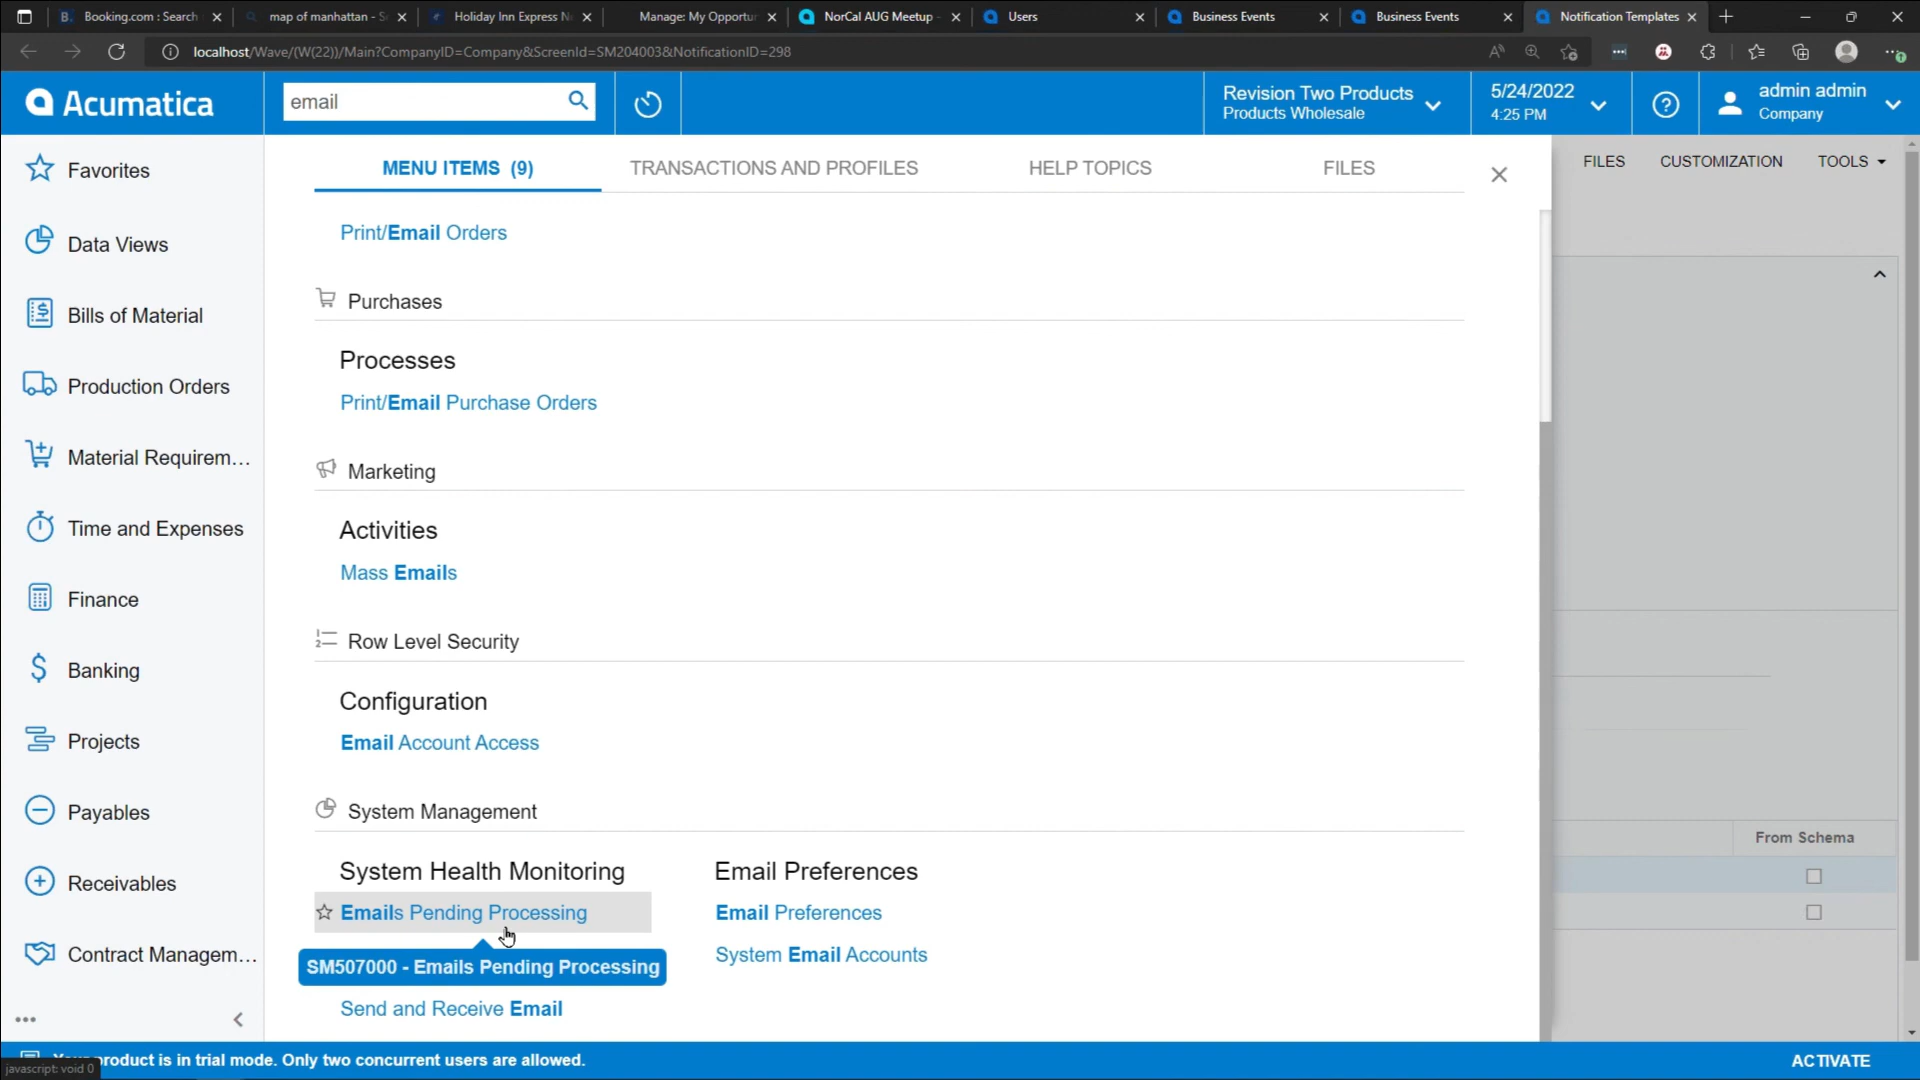 Booking.com : Search
map of manhattan - S
Holiday Inn Express N
Manage: My Opportu
NorCal AUG Meetup -
Users
Business Events
Business Events
Notification Templates
localhost/Wave/(W(22))/Main?CompanyID=Company&ScreenId=SM204003&NotificationID=298
Acumatica
email
Revision Two Products
Products Wholesale
5/24/2022
4:25 PM
admin admin
Company
Favorites
Data Views
Bills of Material
Production Orders
Material Requirem...
Time and Expenses
Finance
Banking
Projects
Payables
Receivables
Contract Managem...
MENU ITEMS (9)
TRANSACTIONS AND PROFILES
HELP TOPICS
FILES
FILES
CUSTOMIZATION
TOOLS
Print/Email Orders
Purchases
Processes
Print/Email Purchase Orders
Marketing
Activities
Mass Emails
Row Level Security
Configuration
Email Account Access
System Management
System Health Monitoring
Emails Pending Processing
SM507000 - Emails Pending Processing
Send and Receive Email
Email Preferences
Email Preferences
System Email Accounts
From Schema
product is in trial mode. Only two concurrent users are allowed.
ACTIVATE
javascript: void 0